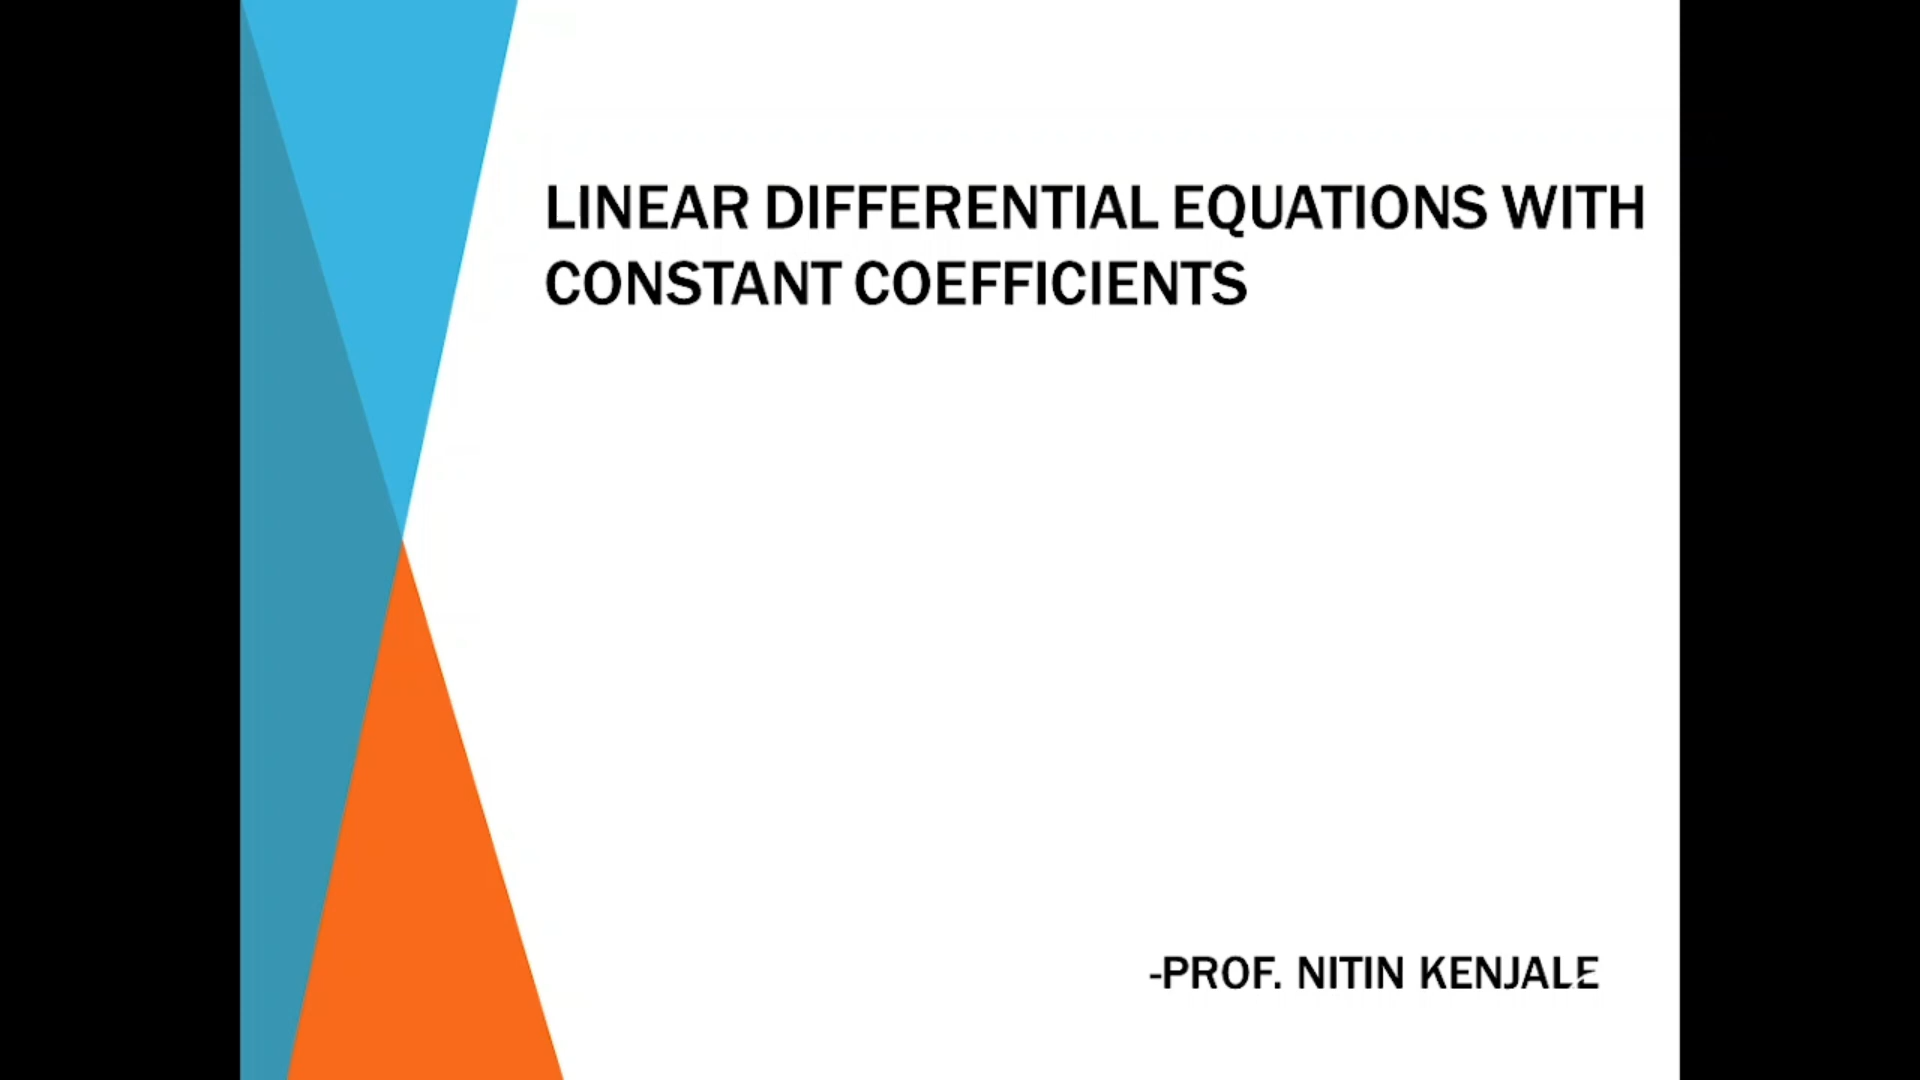 LINEAR DIFFERENTIAL EQUATIONS WITH
CONSTANT COEFFICIENTS
-PROF. NITIN KENJALE